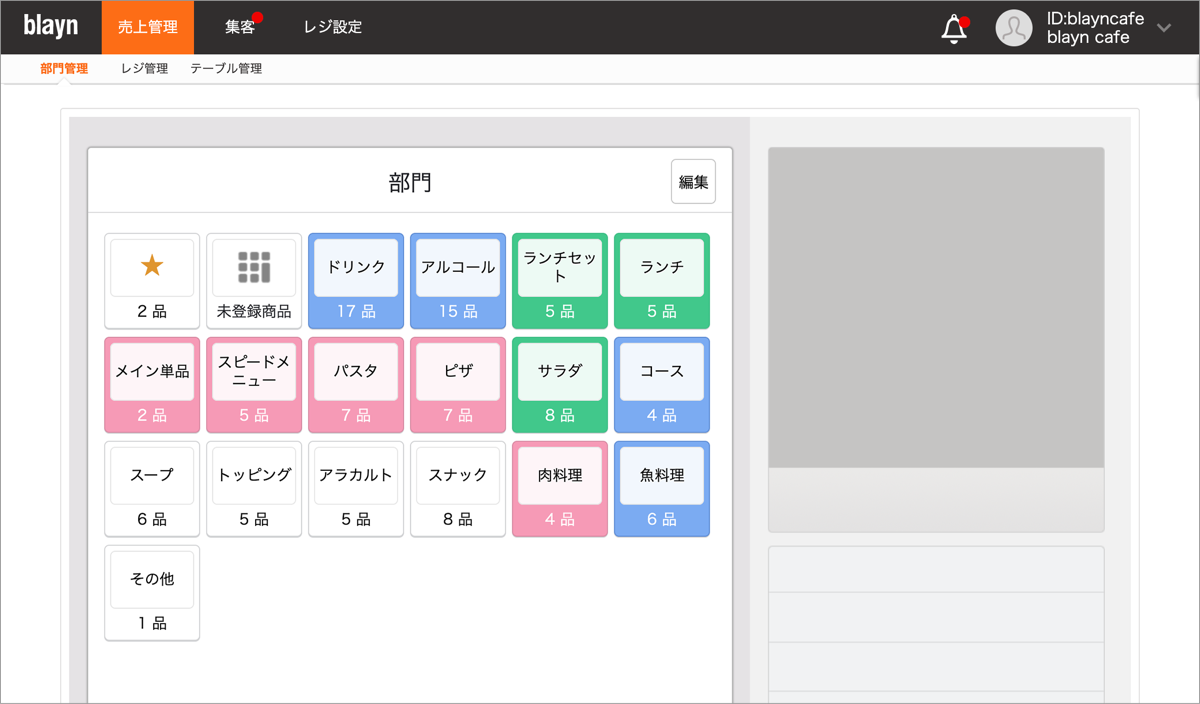 blayn
売上管理
集客
レジ設定
ID:blayncafe
blayn cafe
部門管理
レジ管理
テーブル管理
部門
編集
2 品
未登録商品
ドリンク
17 品
アルコール
15 品
ランチセッ
ト
5 品
ランチ
5 品
メイン単品
2 品
スピードメ
ニュー
5 品
パスタ
7 品
ピザ
7 品
サラダ
8 品
コース
4 品
スープ
6 品
トッピング
5 品
アラカルト
5 品
スナック
8 品
肉料理
4 品
魚料理
6 品
その他
1 品